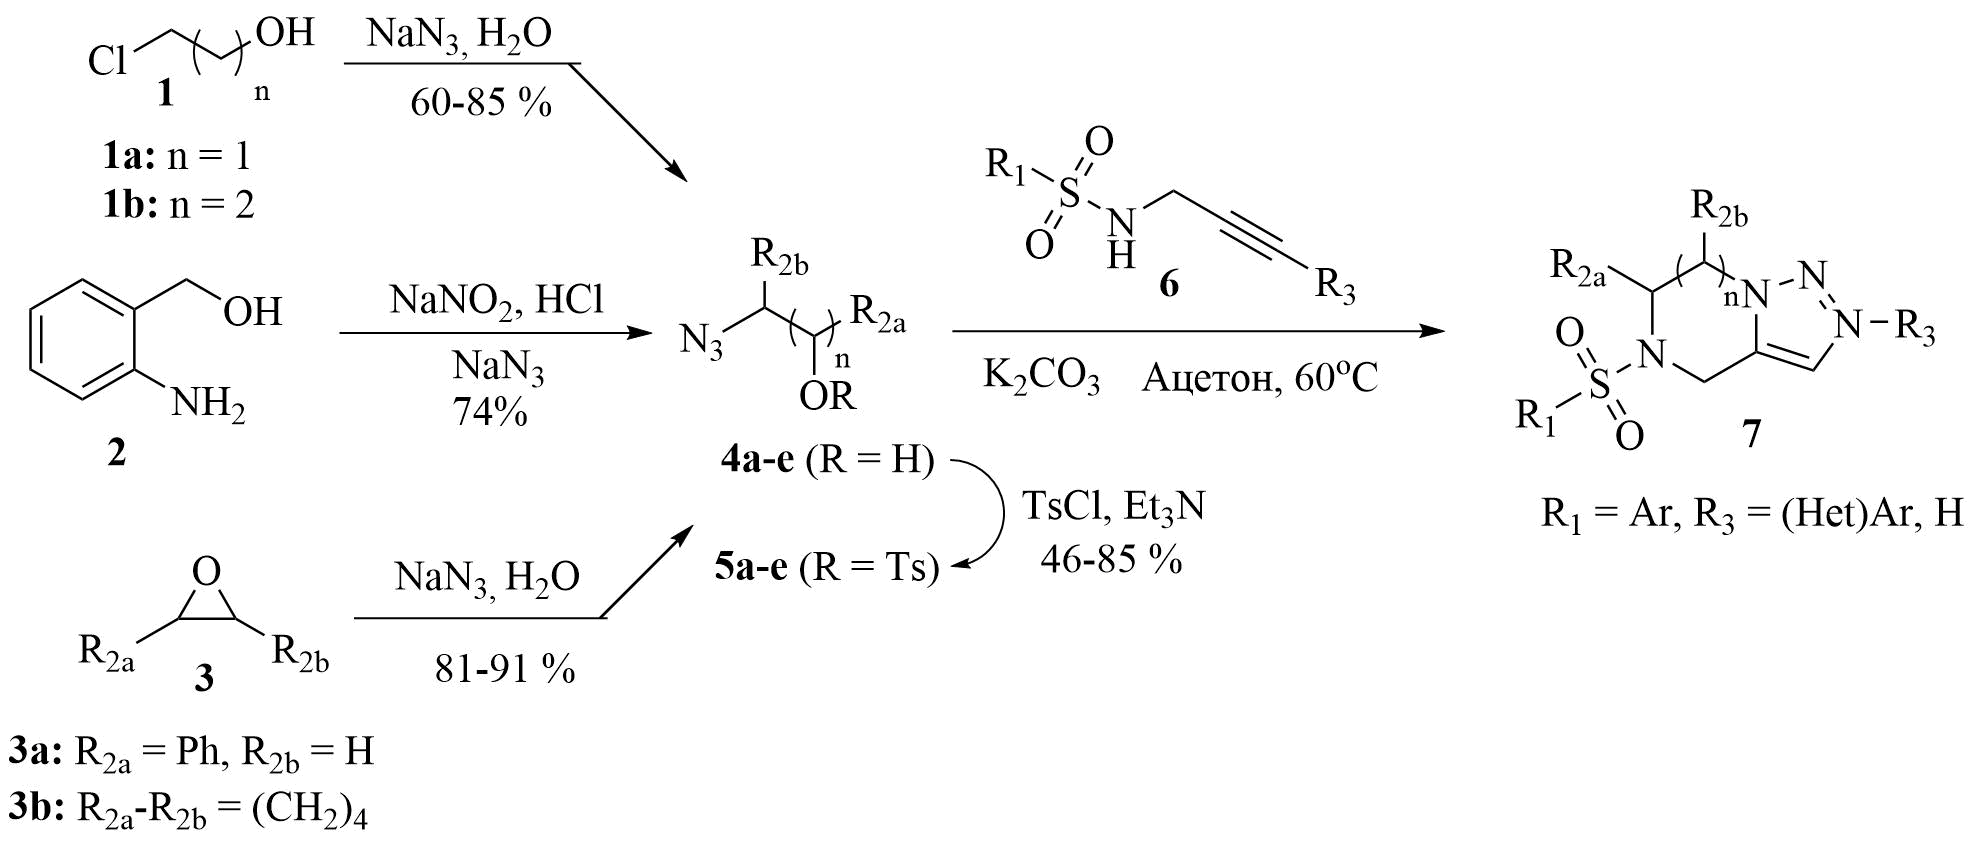 Cl ( ) n OH
1
1a: n = 1
1b: n = 2
NaN3, H2O
60-85 %
OH
NH2
2
NaNO2, HCl
NaN3
74%
O
R2a R2b
3
3a: R2a = Ph, R2b = H
3b: R2a-R2b = (CH2)4
NaN3, H2O
81-91 %
R2b
N3 ( ) n R2a
OR
4a-e (R = H)
5a-e (R = Ts)
TsCl, Et3N
46-85 %
R1 S O O N H
R3
6
K2CO3 Ацетон, 60oC
R2b
R2a ( ) n N N
N N-R3
O S O
R1
7
R1 = Ar, R3 = (Het)Ar, H